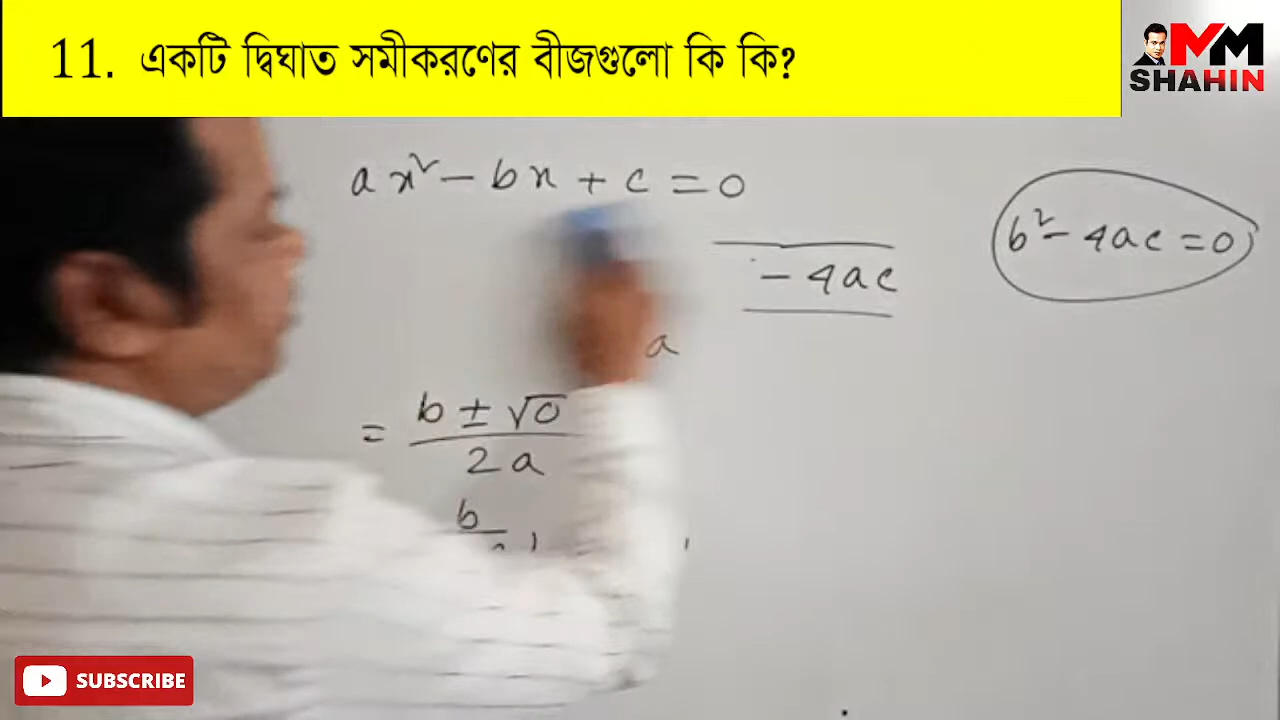 11. একটি দ্বিঘাত সমীকরণের বীজগুলো কি কি?
MM
SHAHIN
ax² - bx + c = 0
- 4ac
b² - 4ac = 0
a
= b ± √0
2a
b
SUBSCRIBE